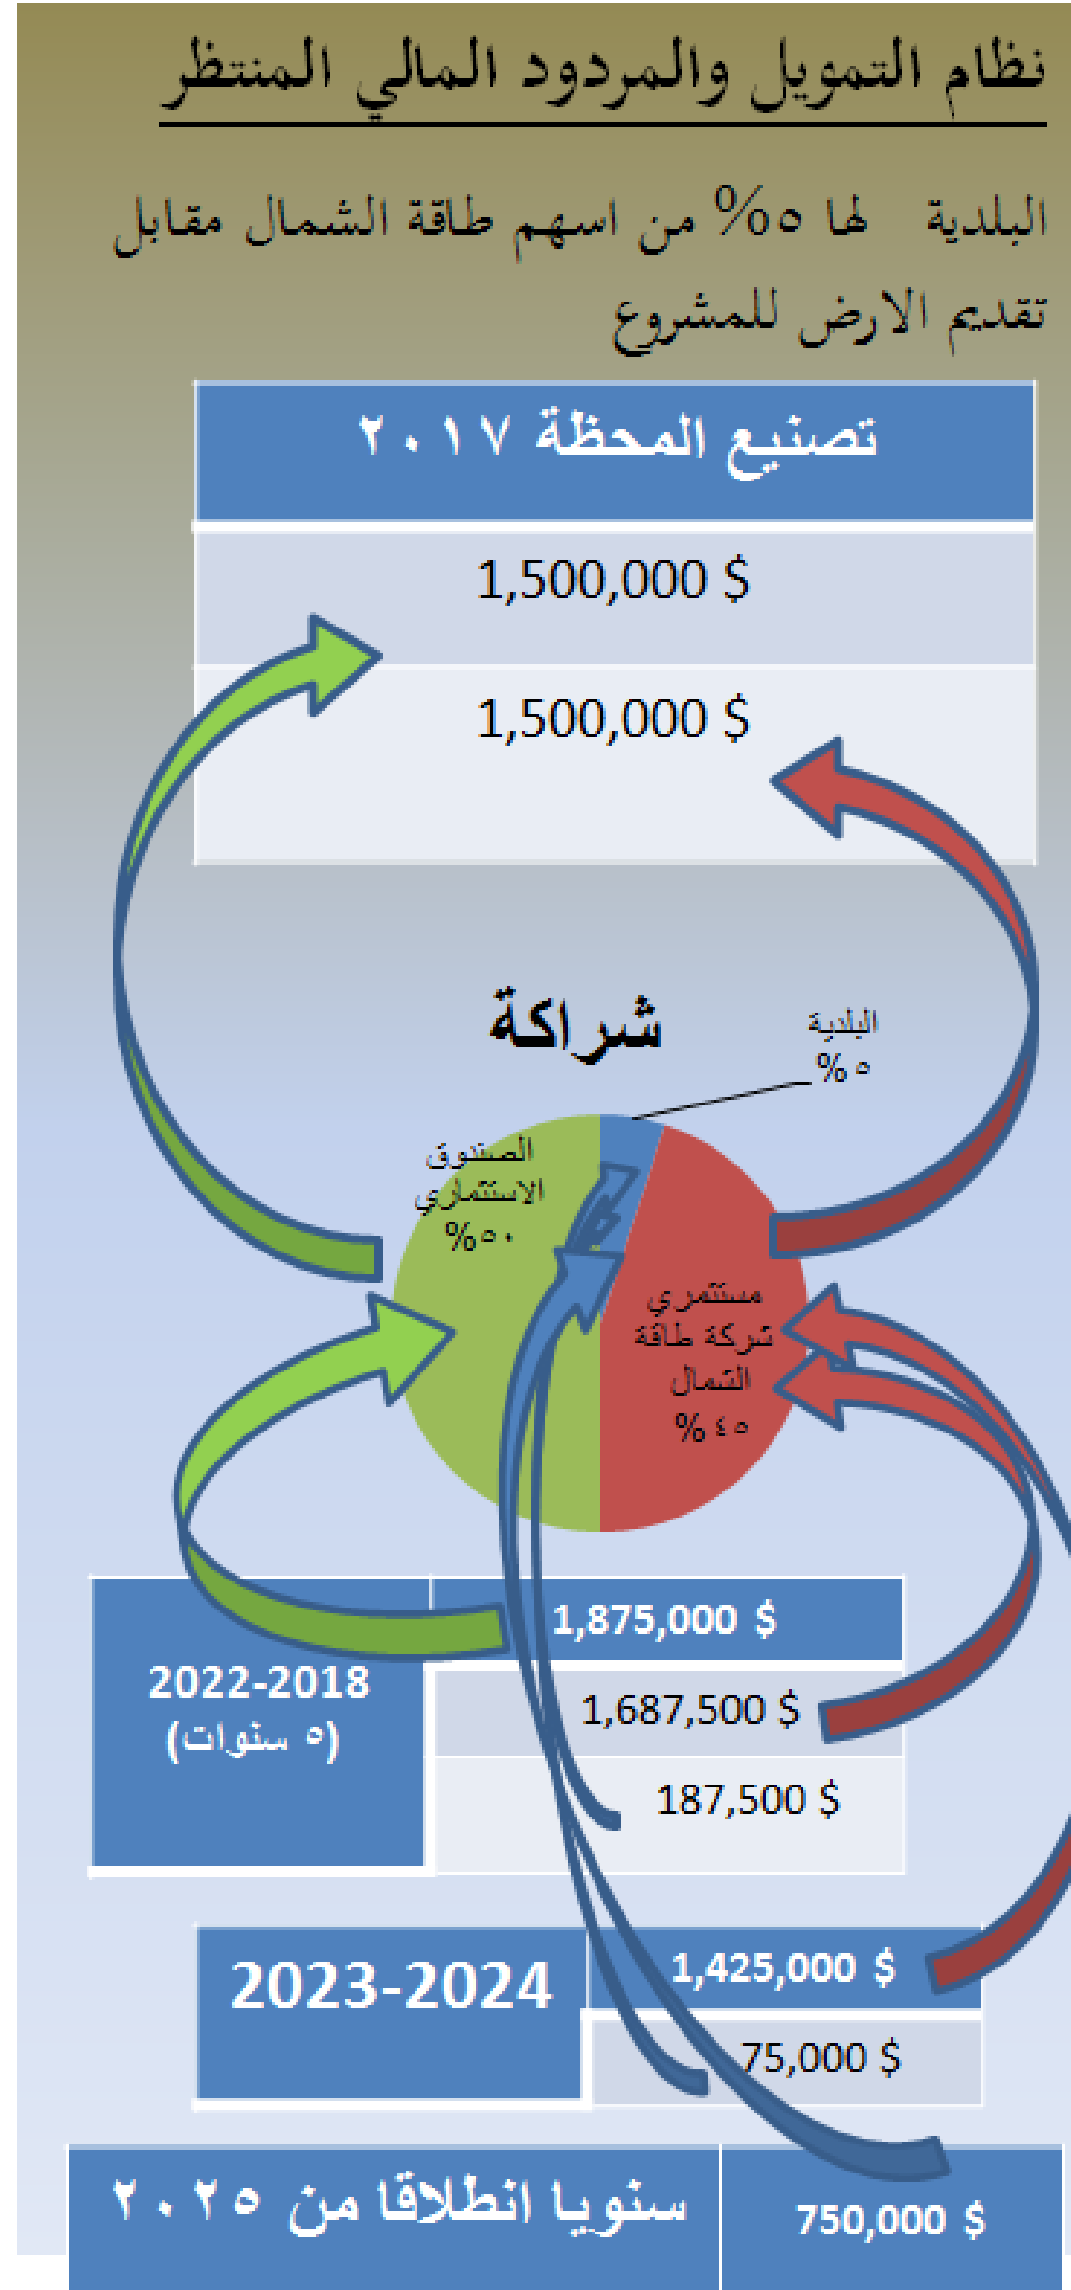 نظام التمويل والمردود المالي المنتظر
البلدية لها ٥% من اسهم طاقة الشمال مقابل
تقديم الارض للمشروع
تصنيع المحظة ٢٠١٧
1,500,000 $
1,500,000 $
شراكة
البلدية
٥%
الصندوق
الاستثماري
٥٠%
مستثمري
شركة طاقة
الشمال
٤٥%
2022-2018
(٥ سنوات)
1,875,000 $
1,687,500 $
187,500 $
2023-2024
1,425,000 $
75,000 $
سنويا انطلاقا من ٢٠٢٥
750,000 $